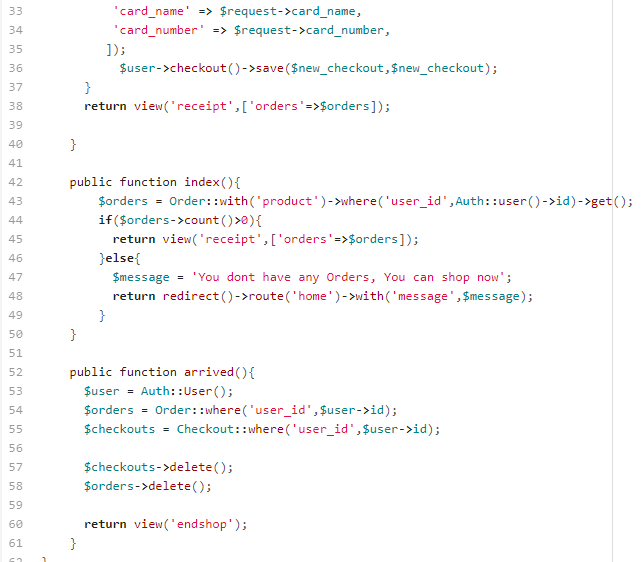 33 'card_name' => $request->card_name,
34 'card_number' => $request->card_number,
35 ]);
36 $user->checkout()->save($new_checkout,$new_checkout);
37 }
38 return view('receipt',['orders'=>$orders]);
39
40 }
41
42 public function index(){
43 $orders = Order::with('product')->where('user_id',Auth::user()->id)->get();
44 if($orders->count()>0){
45 return view('receipt',['orders'=>$orders]);
46 }else{
47 $message = 'You dont have any Orders, You can shop now';
48 return redirect()->route('home')->with('message',$message);
49 }
50 }
51
52 public function arrived(){
53 $user = Auth::User();
54 $orders = Order::where('user_id',$user->id);
55 $checkouts = Checkout::where('user_id',$user->id);
56
57 $checkouts->delete();
58 $orders->delete();
59
60 return view('endshop');
61 }
62 }